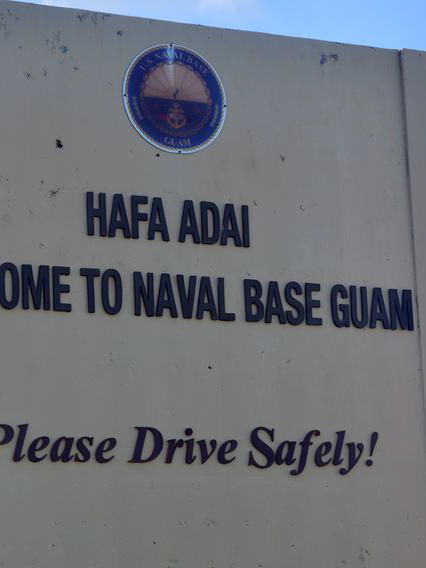 U.S. NAVAL BASE
GUAM
HAFA ADAI
OME TO NAVAL BASE GUAM
Please Drive Safely!